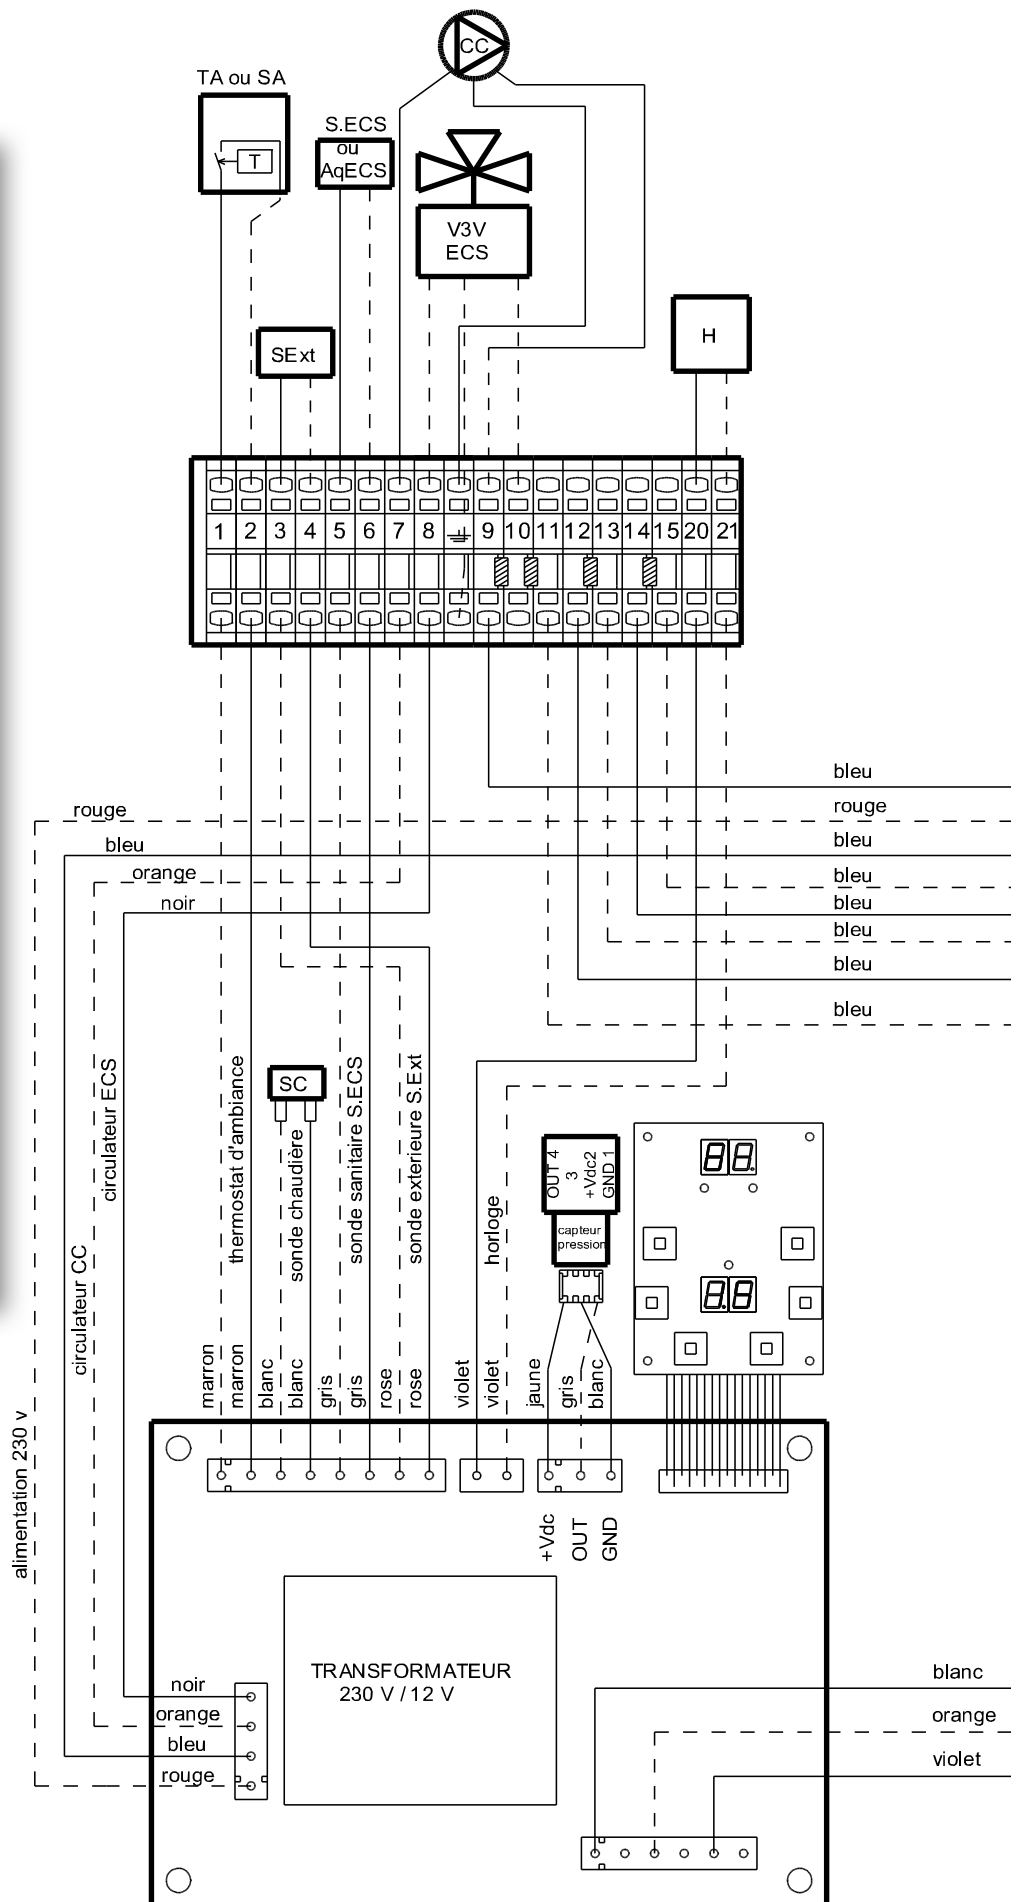 CC
TA ou SA
T
S.ECS
ou
AqECS
V3V
ECS
SExt
H
1 2 3 4 5 6 7 8 9 10 11 12 13 14 15 20 21
bleu
rouge
rouge
bleu
bleu
orange
bleu
noir
bleu
bleu
bleu
bleu
alimentation 230 v
circulateur CC
circulateur ECS
thermostat d'ambiance
SC
sonde chaudière
sonde sanitaire S.ECS
sonde exterieure S.Ext
horloge
OUT 4
3
+Vdc2
GND 1
capteur
pression
8 8.
8.8
marron
marron
blanc
blanc
gris
gris
rose
rose
violet
violet
jaune
gris
blanc
+Vdc
OUT
GND
TRANSFORMATEUR
230 V / 12 V
noir
orange
bleu
rouge
blanc
orange
violet